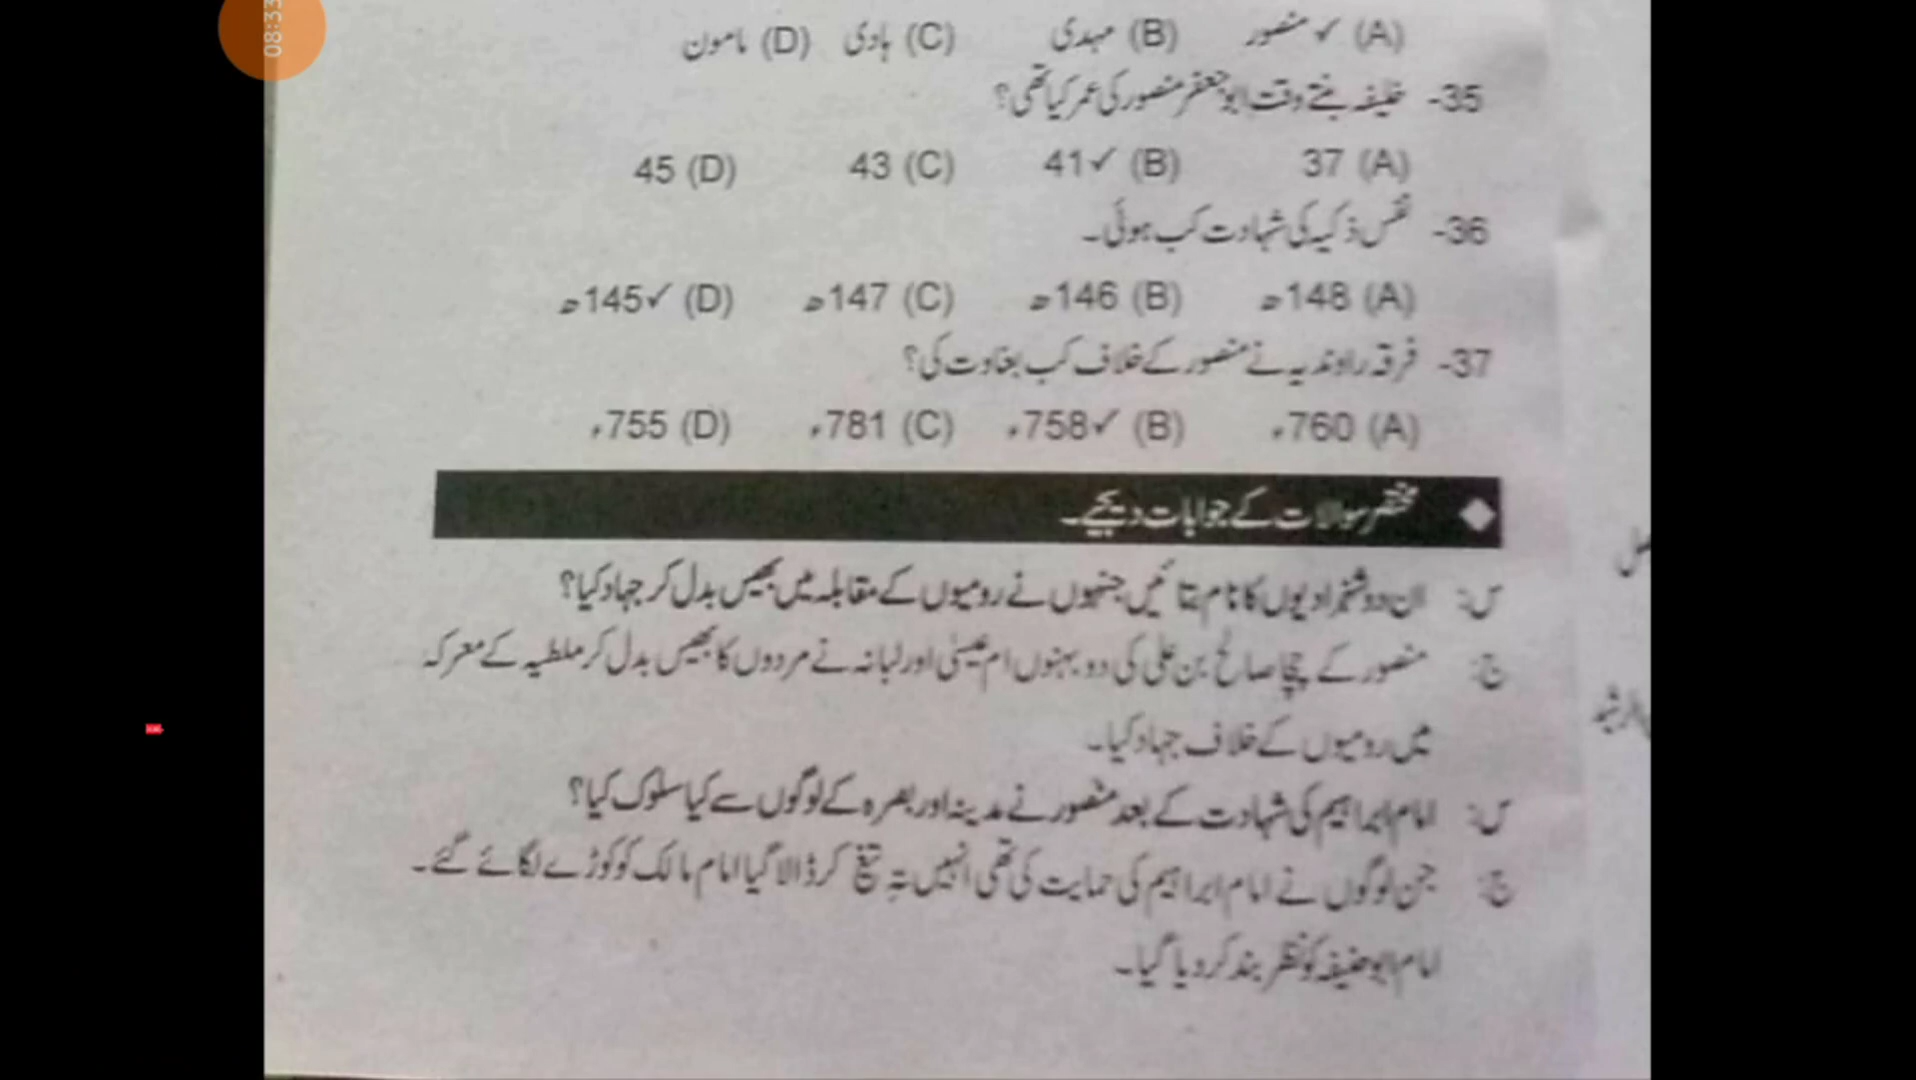 08:33
(A) ✓منصور (B) مہدی (C) ہادی (D) مامون
35- خلیفہ بنتے وقت ابو جعفر منصور کی عمر کیا تھی؟
(A) 37 (B) ✓41 (C) 43 (D) 45
36- نفس ذکیہ کی شہادت کب ہوئی۔
(A) 148ھ (B) 146ھ (C) 147ھ (D) ✓145ھ
37- فرقہ راوندیہ نے منصور کے خلاف کب بغاوت کی؟
(A) 760ء (B) ✓758ء (C) 781ء (D) 755ء
◆ مختصر سوالات کے جوابات دیجیے۔
س: ان دو شہزادیوں کا نام بتائیں جنہوں نے رومیوں کے مقابلہ میں بھیس بدل کر جہاد کیا؟
ج: منصور کے چچا صالح بن علی کی دو بہنوں ام عیسیٰ اور لبانہ نے مردوں کا بھیس بدل کر ملطیہ کے معرکہ
میں رومیوں کے خلاف جہاد کیا۔
س: امام ابراہیم کی شہادت کے بعد منصور نے مدینہ اور بصرہ کے لوگوں سے کیا سلوک کیا؟
ج: جن لوگوں نے امام ابراہیم کی حمایت کی تھی انہیں تہِ تیغ کر ڈالا گیا امام مالک کو کوڑے لگائے گئے۔
امام ابوحنیفہ کو نظر بند کر دیا گیا۔